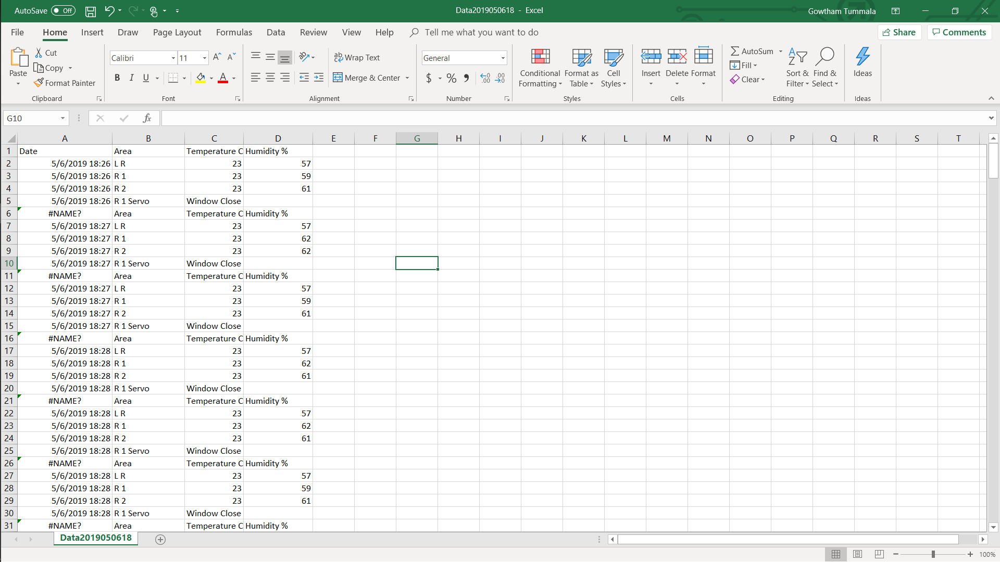 AutoSave Off
Data2019050618 - Excel
Gowtham Tummala
File Home Insert Draw Page Layout Formulas Data Review View Help Tell me what you want to do Share Comments
Paste
Cut
Copy
Format Painter
Clipboard
Calibri 11
B I U
Font
Wrap Text
Merge & Center
Alignment
General
$ % 9
Number
Conditional Formatting
Format as Table
Cell Styles
Styles
Insert Delete Format
Cells
AutoSum
Fill
Clear
Sort & Filter
Find & Select
Editing
Ideas
Ideas
G10 fx
A B C D E F G H I J K L M N O P Q R S T
1 Date Area Temperature C Humidity %
2 5/6/2019 18:26 L R 23 57
3 5/6/2019 18:26 R 1 23 59
4 5/6/2019 18:26 R 2 23 61
5 5/6/2019 18:26 R 1 Servo Window Close
6 #NAME? Area Temperature C Humidity %
7 5/6/2019 18:27 L R 23 57
8 5/6/2019 18:27 R 1 23 62
9 5/6/2019 18:27 R 2 23 62
10 5/6/2019 18:27 R 1 Servo Window Close
11 #NAME? Area Temperature C Humidity %
12 5/6/2019 18:27 L R 23 57
13 5/6/2019 18:27 R 1 23 59
14 5/6/2019 18:27 R 2 23 61
15 5/6/2019 18:27 R 1 Servo Window Close
16 #NAME? Area Temperature C Humidity %
17 5/6/2019 18:28 L R 23 57
18 5/6/2019 18:28 R 1 23 62
19 5/6/2019 18:28 R 2 23 61
20 5/6/2019 18:28 R 1 Servo Window Close
21 #NAME? Area Temperature C Humidity %
22 5/6/2019 18:28 L R 23 57
23 5/6/2019 18:28 R 1 23 62
24 5/6/2019 18:28 R 2 23 61
25 5/6/2019 18:28 R 1 Servo Window Close
26 #NAME? Area Temperature C Humidity %
27 5/6/2019 18:28 L R 23 57
28 5/6/2019 18:28 R 1 23 59
29 5/6/2019 18:28 R 2 23 61
30 5/6/2019 18:28 R 1 Servo Window Close
31 #NAME? Area Temperature C Humidity %
Data2019050618
100%